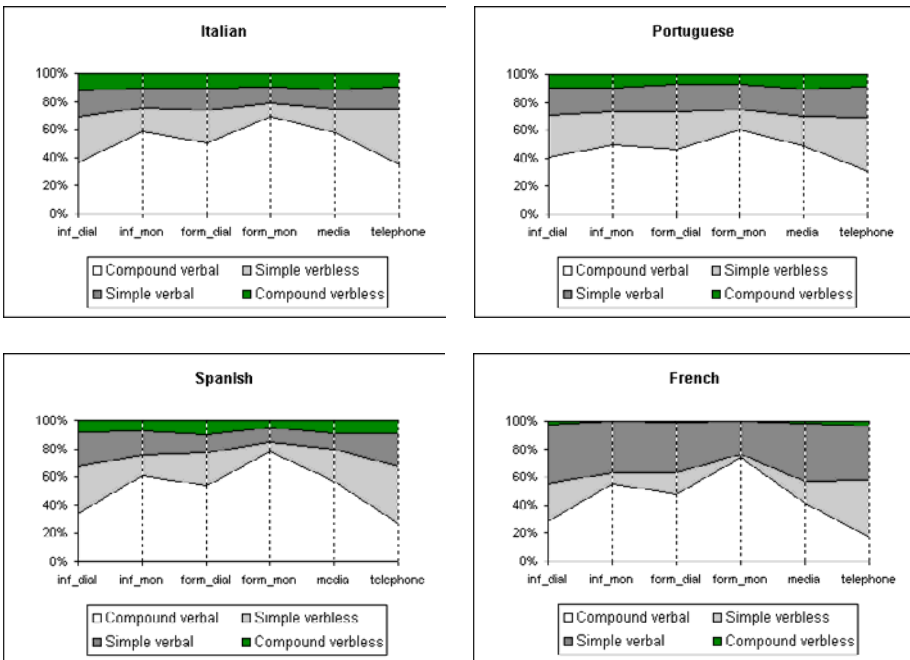 Italian
100%
80%
60%
40%
20%
0%
inf_dial inf_mon form_dial form_mon media telephone
Compound verbal Simple verbless
Simple verbal Compound verbless
Portuguese
100%
80%
60%
40%
20%
0%
inf_dial inf_mon form_dial form_mon media telephone
Compound verbal Simple verbless
Simple verbal Compound verbless
Spanish
100%
80%
60%
40%
20%
0%
inf_dial inf_mon form_dial form_mon media telephone
Compound verbal Simple verbless
Simple verbal Compound verbless
French
100%
80%
60%
40%
20%
0%
inf_dial inf_mon form_dial form_mon media telephone
Compound verbal Simple verbless
Simple verbal Compound verbless